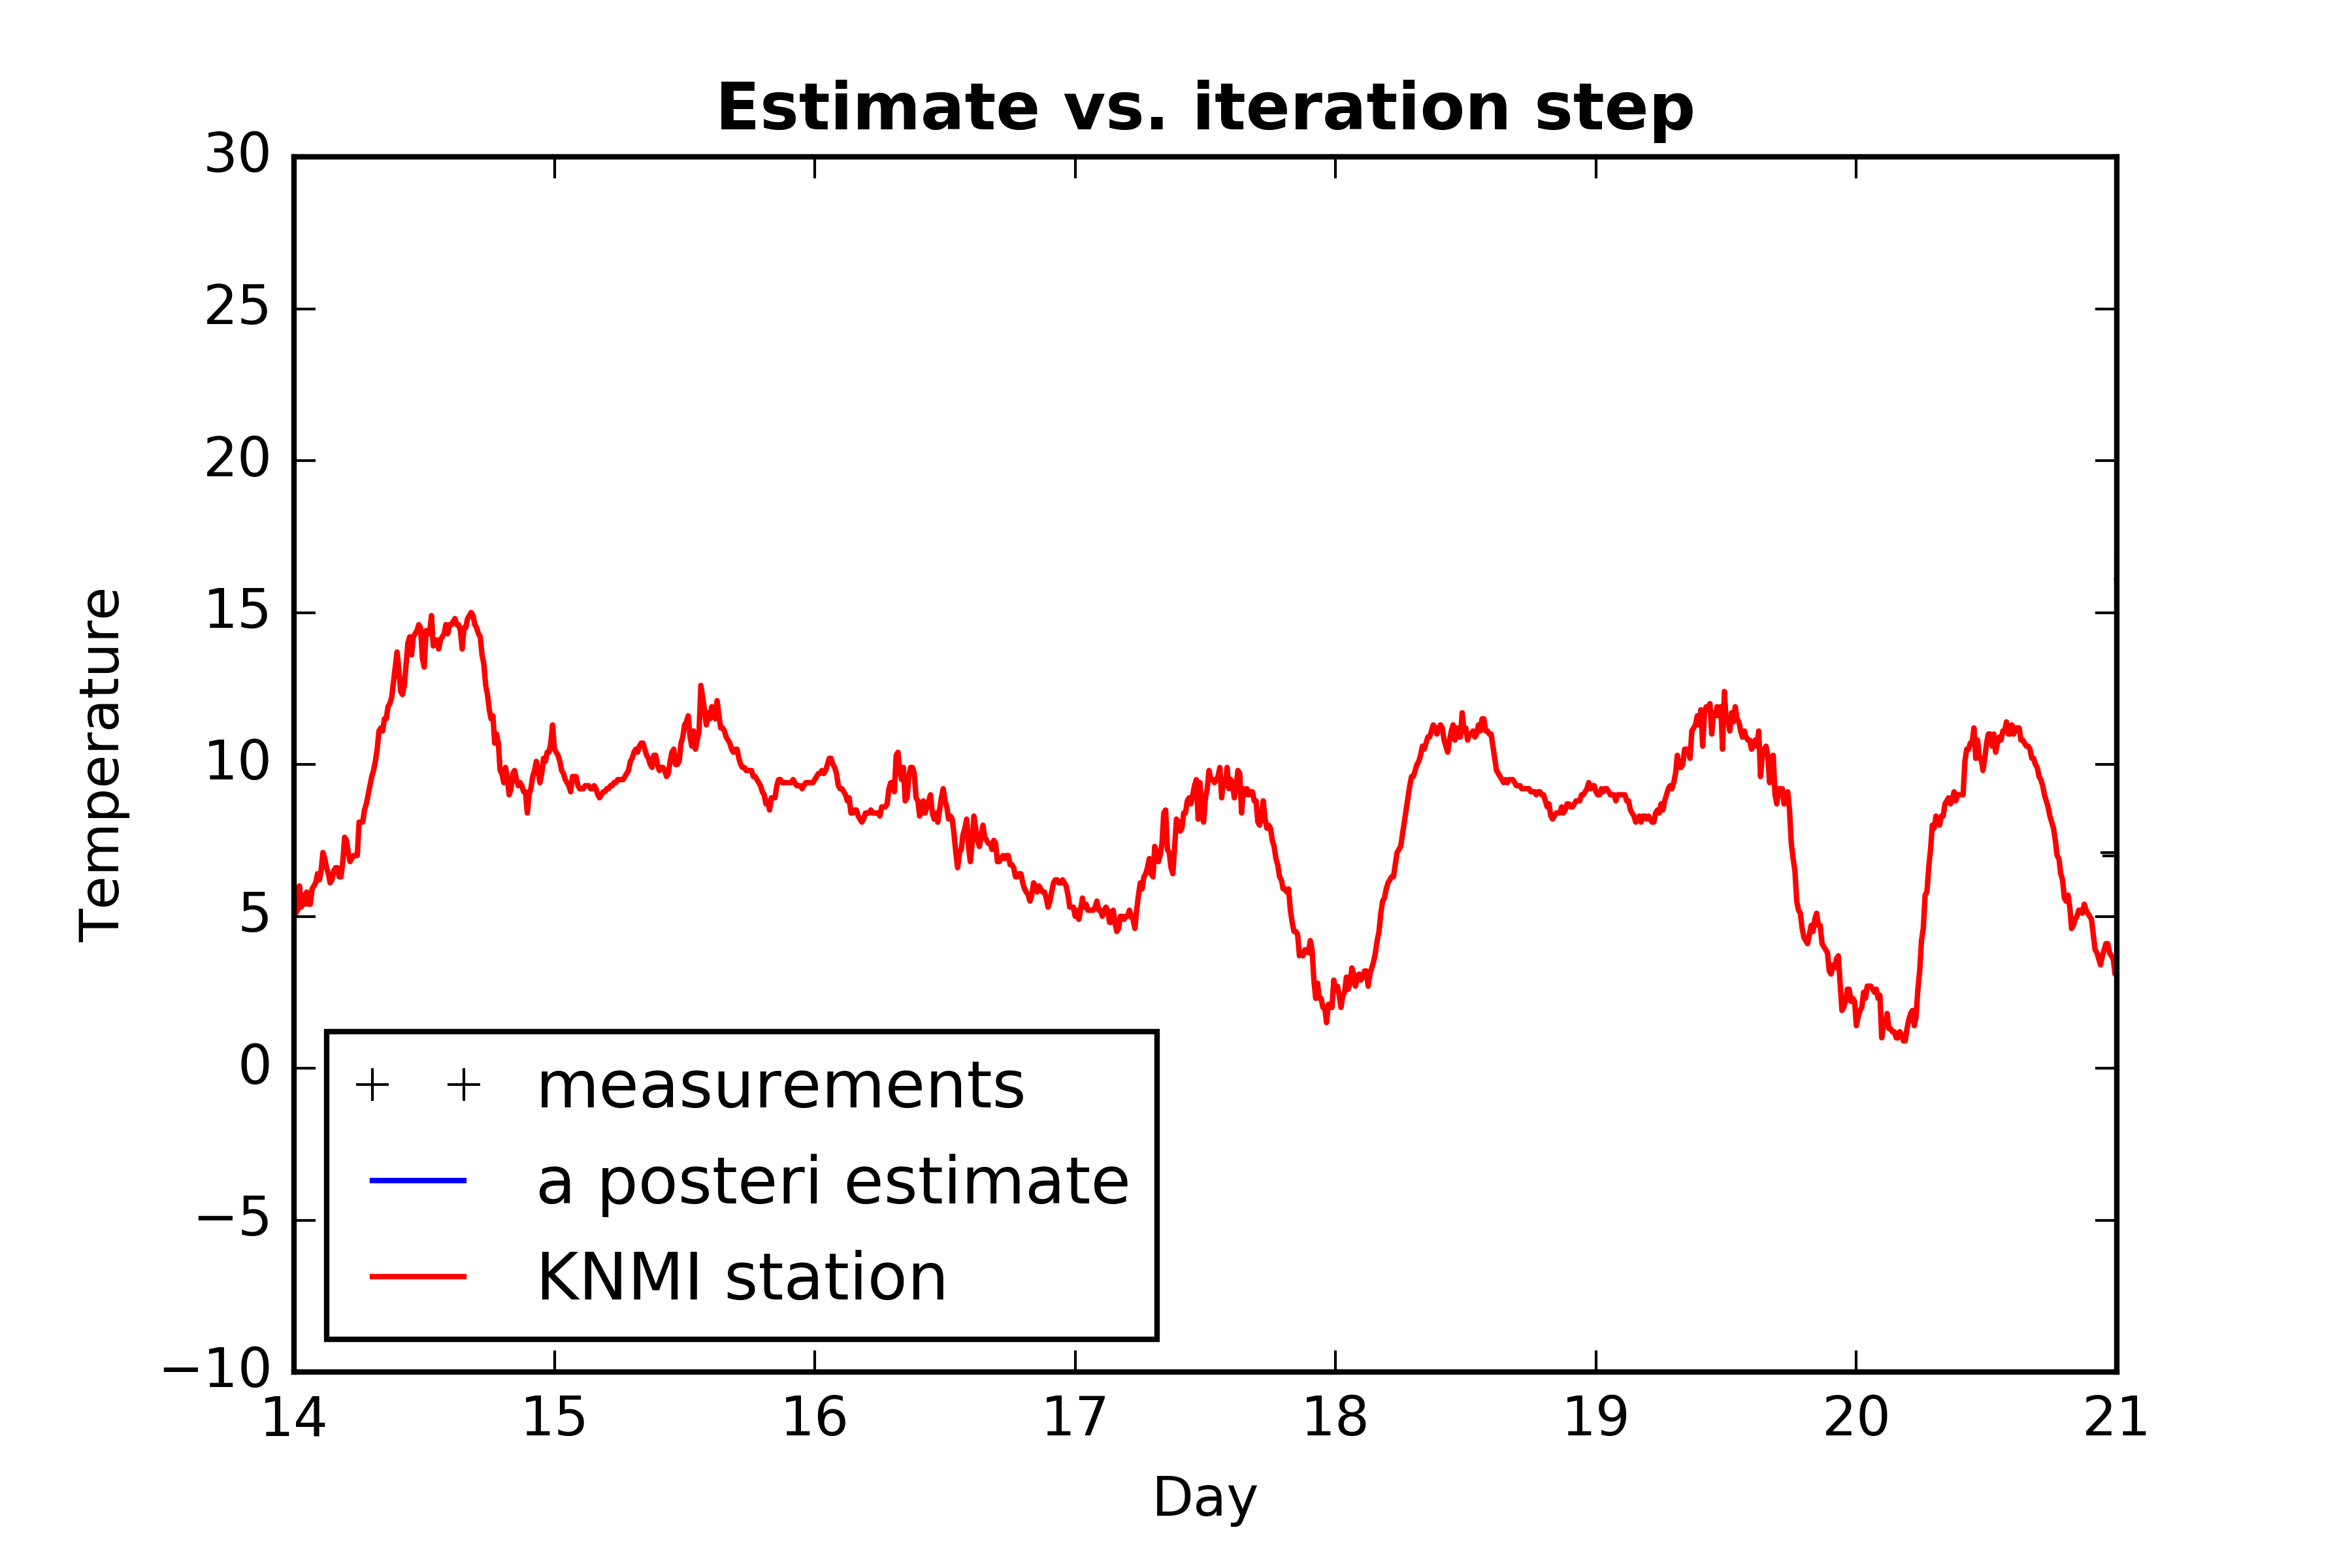 Estimate vs. iteration step
30
25
20
15
10
5
0
−5
−10
Temperature
measurements
a posteri estimate
KNMI station
14 15 16 17 18 19 20 21
Day